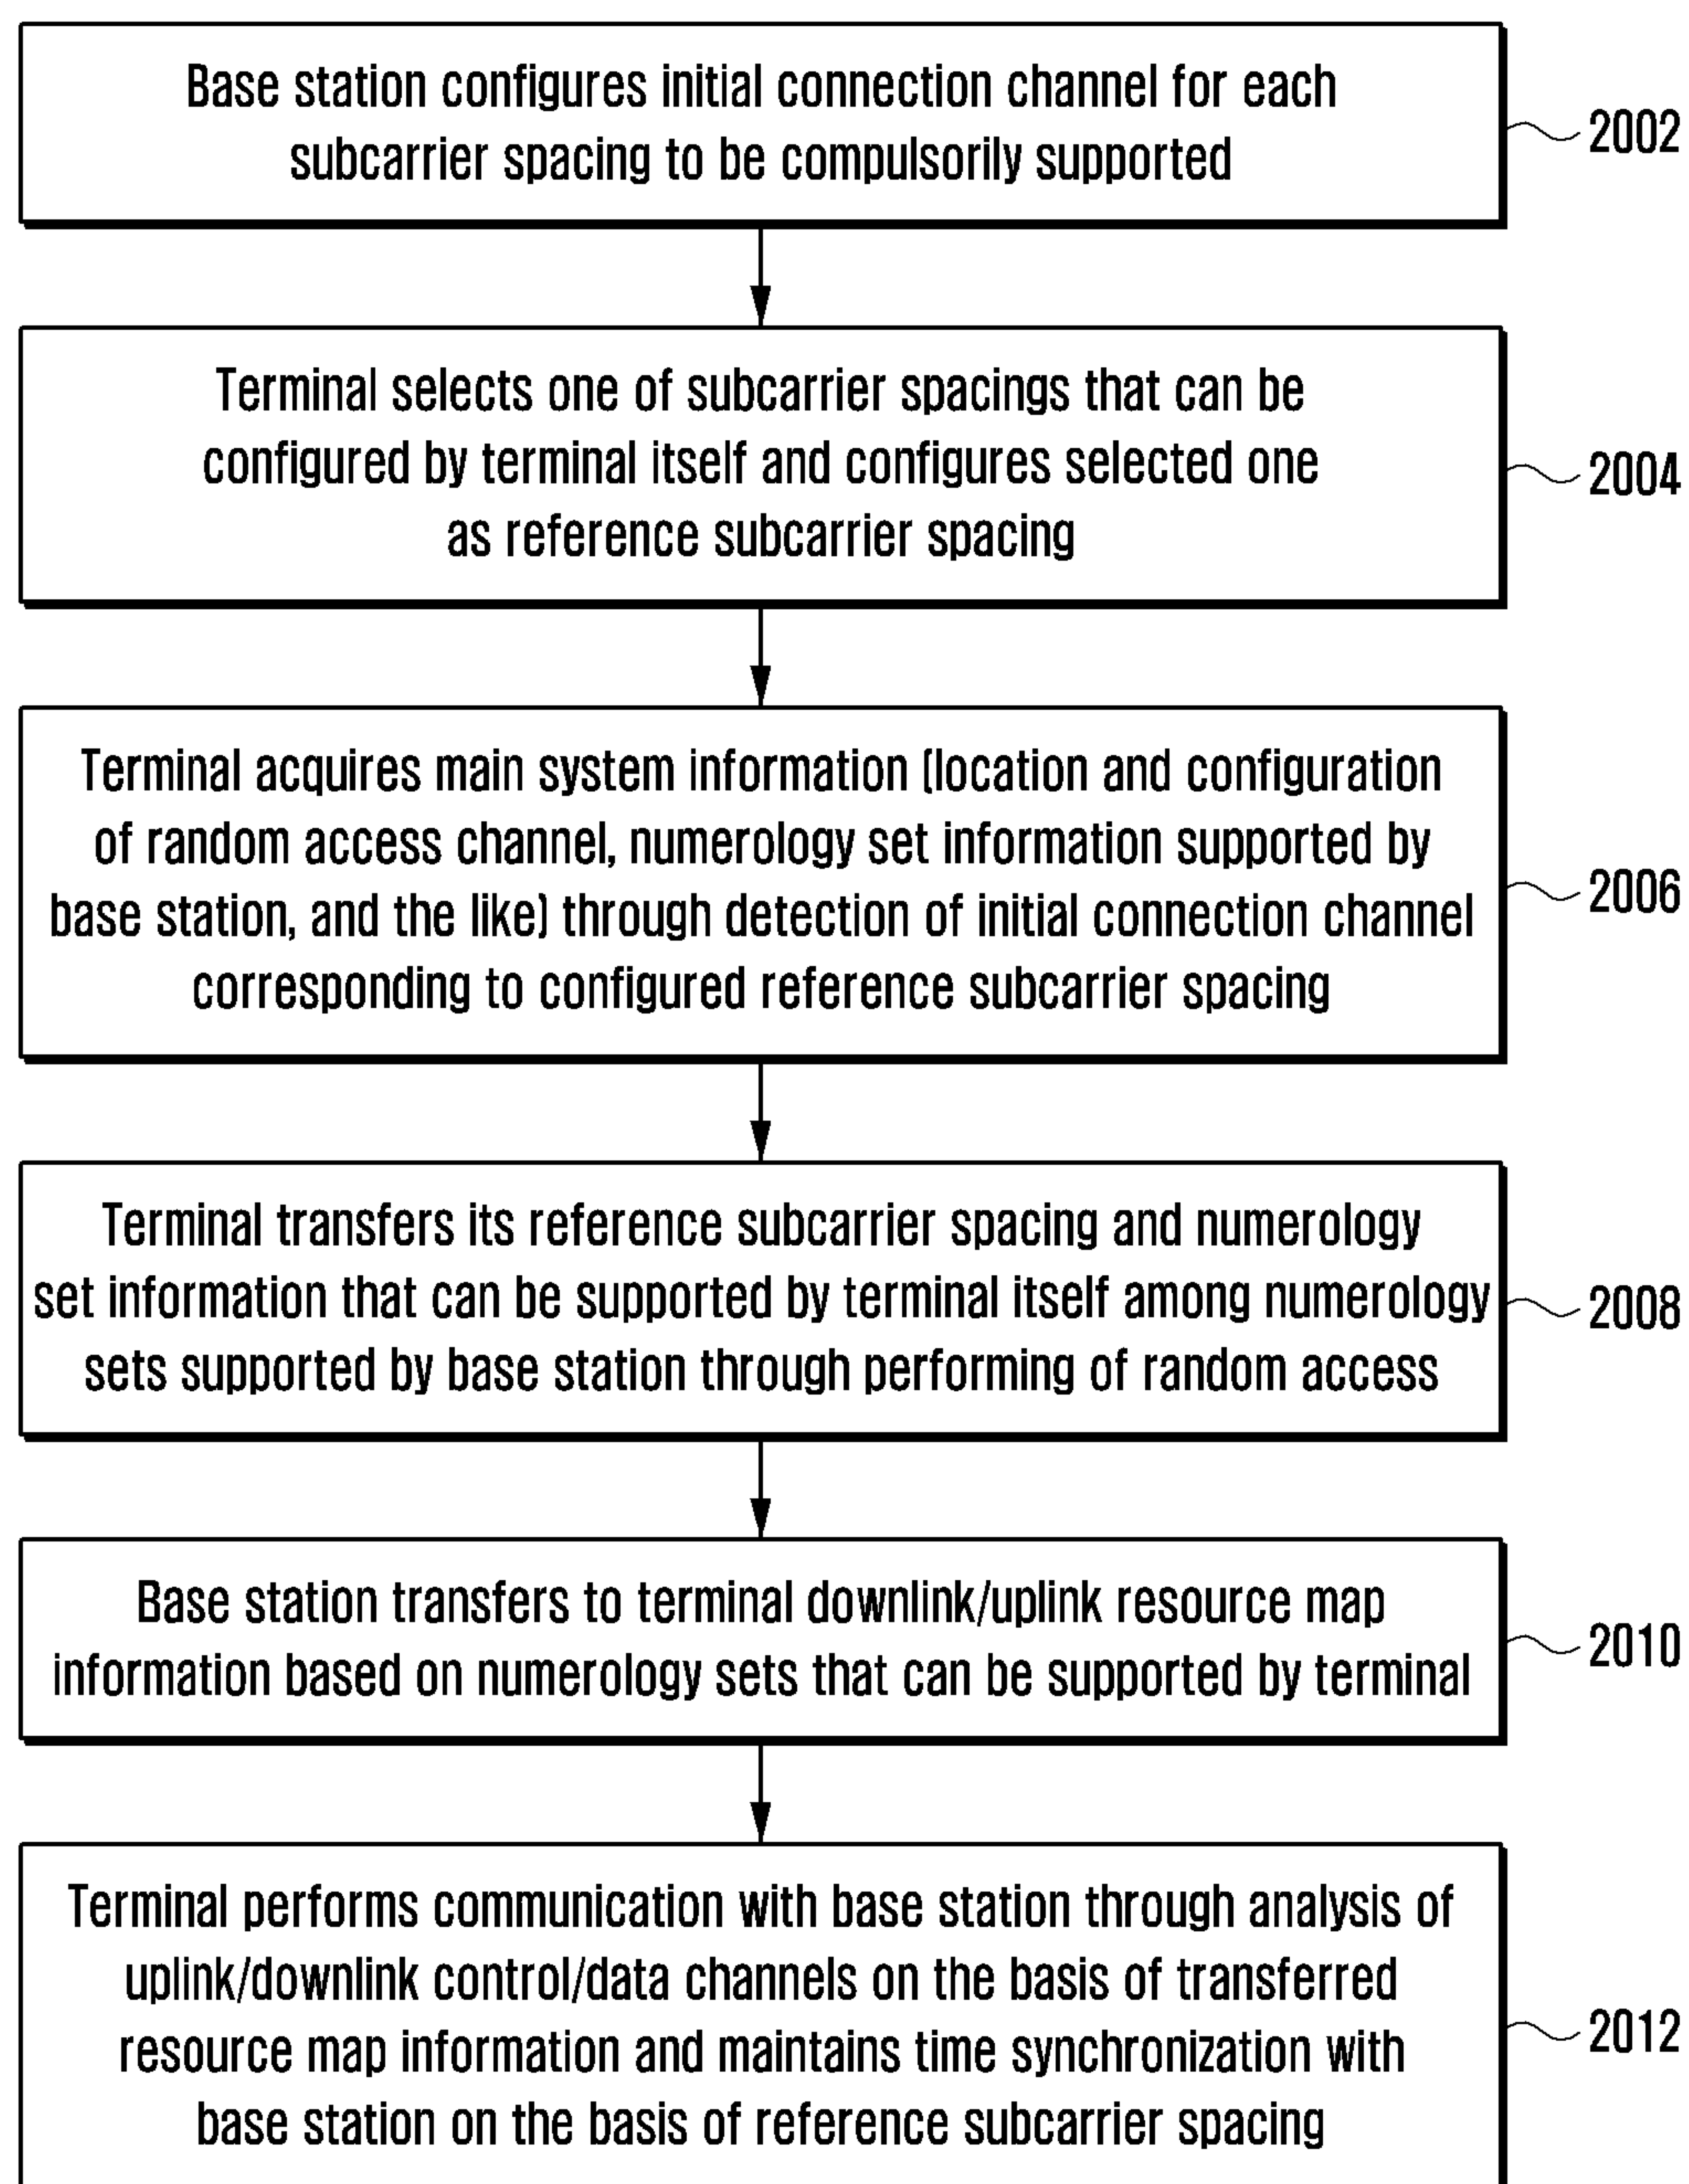 Base station configures initial connection channel for each
subcarrier spacing to be compulsorily supported
2002
Terminal selects one of subcarrier spacings that can be
configured by terminal itself and configures selected one
as reference subcarrier spacing
2004
Terminal acquires main system information (location and configuration
of random access channel, numerology set information supported by
base station, and the like) through detection of initial connection channel
corresponding to configured reference subcarrier spacing
2006
Terminal transfers its reference subcarrier spacing and numerology
set information that can be supported by terminal itself among numerology
sets supported by base station through performing of random access
2008
Base station transfers to terminal downlink/uplink resource map
information based on numerology sets that can be supported by terminal
2010
Terminal performs communication with base station through analysis of
uplink/downlink control/data channels on the basis of transferred
resource map information and maintains time synchronization with
base station on the basis of reference subcarrier spacing
2012